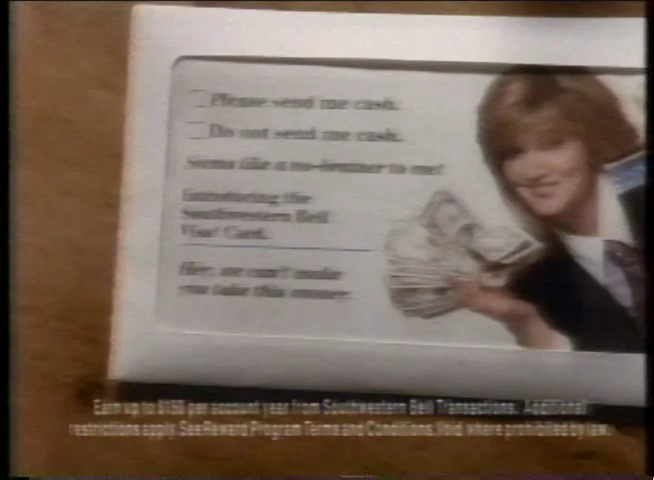 Please send me cash.
Do not send me cash.
Seems like a no-brainer to me!
Introducing the
Southwestern Bell
Visa® Card.
Hey, we can't make
you take this money.
Earn up to $150 per account year from Southwestern Bell Transactions. Additional
restrictions apply. See Reward Program Terms and Conditions. Void where prohibited by law.